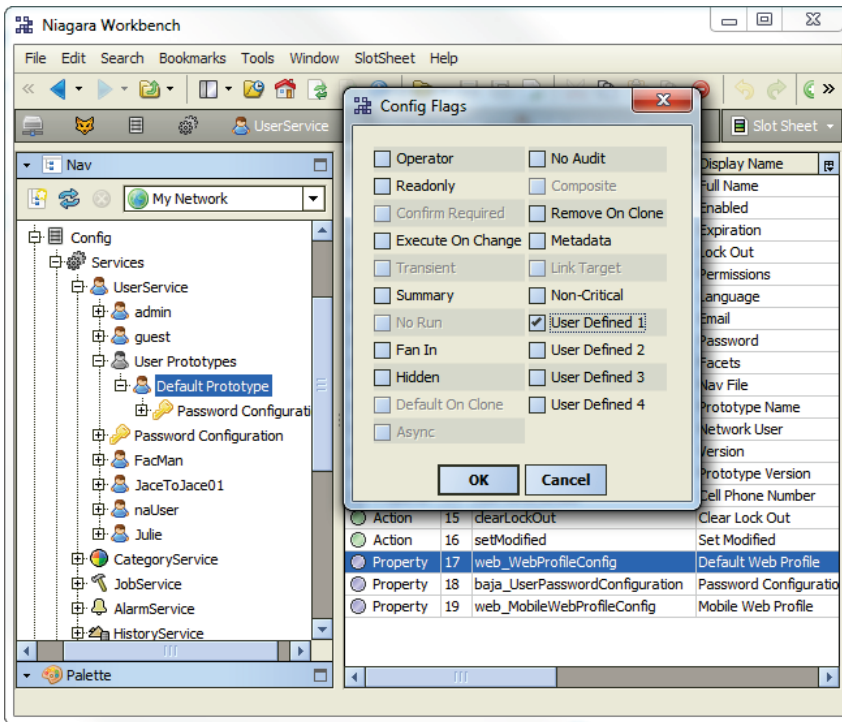 Niagara Workbench
File Edit Search Bookmarks Tools Window SlotSheet Help
UserService
Slot Sheet
Nav
My Network
Config
Services
UserService
admin
guest
User Prototypes
Default Prototype
Password Configurati
Password Configuration
FacMan
JaceToJace01
naUser
Julie
CategoryService
JobService
AlarmService
HistoryService
Palette
Config Flags
Operator No Audit
Readonly Composite
Confirm Required Remove On Clone
Execute On Change Metadata
Transient Link Target
Summary Non-Critical
No Run User Defined 1
Fan In User Defined 2
Hidden User Defined 3
Default On Clone User Defined 4
Async
OK Cancel
Display Name
Full Name
Enabled
Expiration
Lock Out
Permissions
Language
Email
Password
Facets
Nav File
Prototype Name
Network User
Version
Prototype Version
Cell Phone Number
Action 15 clearLockOut Clear Lock Out
Action 16 setModified Set Modified
Property 17 web_WebProfileConfig Default Web Profile
Property 18 baja_UserPasswordConfiguration Password Configuratio
Property 19 web_MobileWebProfileConfig Mobile Web Profile